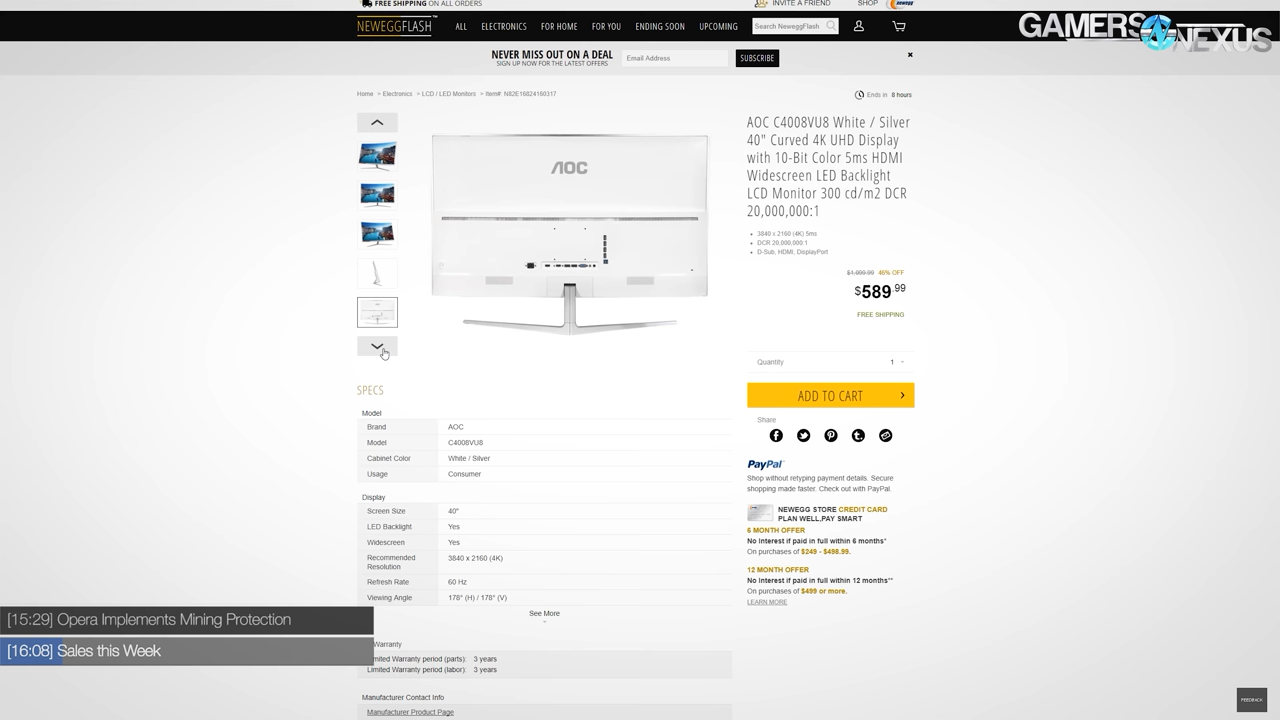 FREE SHIPPING ON ALL ORDERS
INVITE A FRIEND
SHOP
newegg
GAMERS NEXUS
NEWEGGFLASH™
ALL
ELECTRONICS
FOR HOME
FOR YOU
ENDING SOON
UPCOMING
Search NeweggFlash
NEVER MISS OUT ON A DEAL
SIGN UP NOW FOR THE LATEST OFFERS
Email Address
SUBSCRIBE
Home > Electronics > LCD / LED Monitors > Item# N82E16824160317
Ends in 8 hours
AOC
AOC C4008VU8 White / Silver
40" Curved 4K UHD Display
with 10-Bit Color 5ms HDMI
Widescreen LED Backlight
LCD Monitor 300 cd/m2 DCR
20,000,000:1
3840 x 2160 (4K) 5ms
DCR 20,000,000:1
D-Sub, HDMI, DisplayPort
$1,099.99 46% OFF
$589.99
FREE SHIPPING
Quantity 1
ADD TO CART
Share
PayPal
Shop without retyping payment details. Secure
shopping made faster. Check out with PayPal.
NEWEGG STORE CREDIT CARD
PLAN WELL,PAY SMART
6 MONTH OFFER
No Interest if paid in full within 6 months*
On purchases of $249 - $498.99.
12 MONTH OFFER
No Interest if paid in full within 12 months**
On purchases of $499 or more.
LEARN MORE
SPECS
Model
Brand AOC
Model C4008VU8
Cabinet Color White / Silver
Usage Consumer
Display
Screen Size 40"
LED Backlight Yes
Widescreen Yes
Recommended
Resolution 3840 x 2160 (4K)
Refresh Rate 60 Hz
Viewing Angle 178° (H) / 178° (V)
See More
[15:29] Opera Implements Mining Protection
[16:08] Sales this Week
Warranty
Limited Warranty period (parts): 3 years
Limited Warranty period (labor): 3 years
Manufacturer Contact Info
Manufacturer Product Page
FEEDBACK